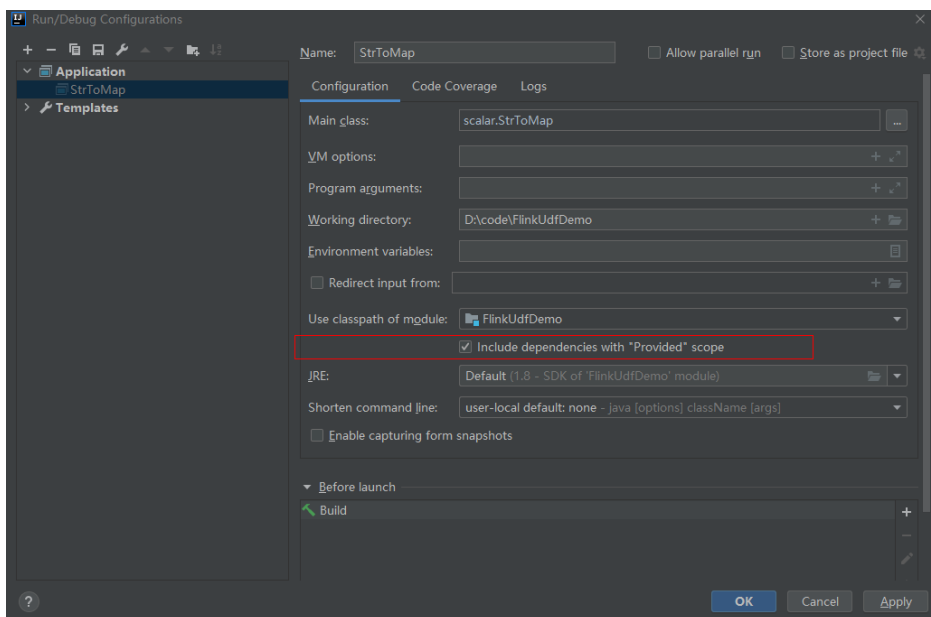 Run/Debug Configurations
Name: StrToMap Allow parallel run Store as project file
Application
StrToMap
Templates
Configuration Code Coverage Logs
Main class: scalar.StrToMap ...
VM options:
Program arguments:
Working directory: D:\code\FlinkUdfDemo
Environment variables:
Redirect input from:
Use classpath of module: FlinkUdfDemo
Include dependencies with "Provided" scope
JRE: Default (1.8 - SDK of 'FlinkUdfDemo' module)
Shorten command line: user-local default: none - java [options] className [args]
Enable capturing form snapshots
Before launch
Build
? OK Cancel Apply